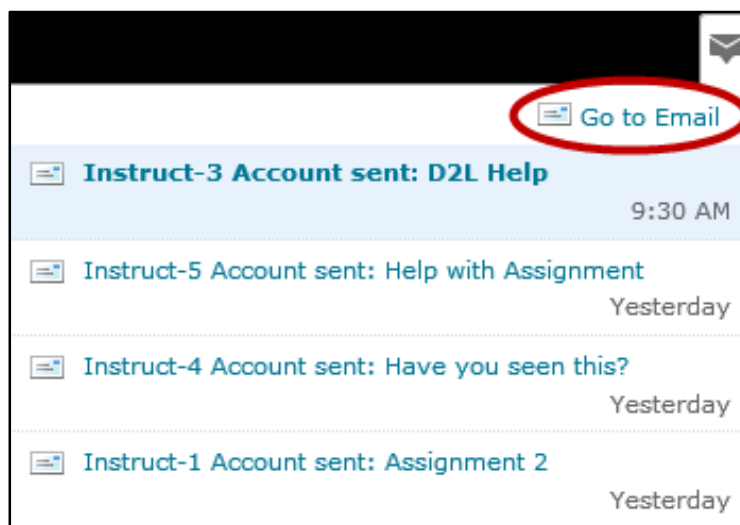 Go to Email
Instruct-3 Account sent: D2L Help
9:30 AM
Instruct-5 Account sent: Help with Assignment
Yesterday
Instruct-4 Account sent: Have you seen this?
Yesterday
Instruct-1 Account sent: Assignment 2
Yesterday